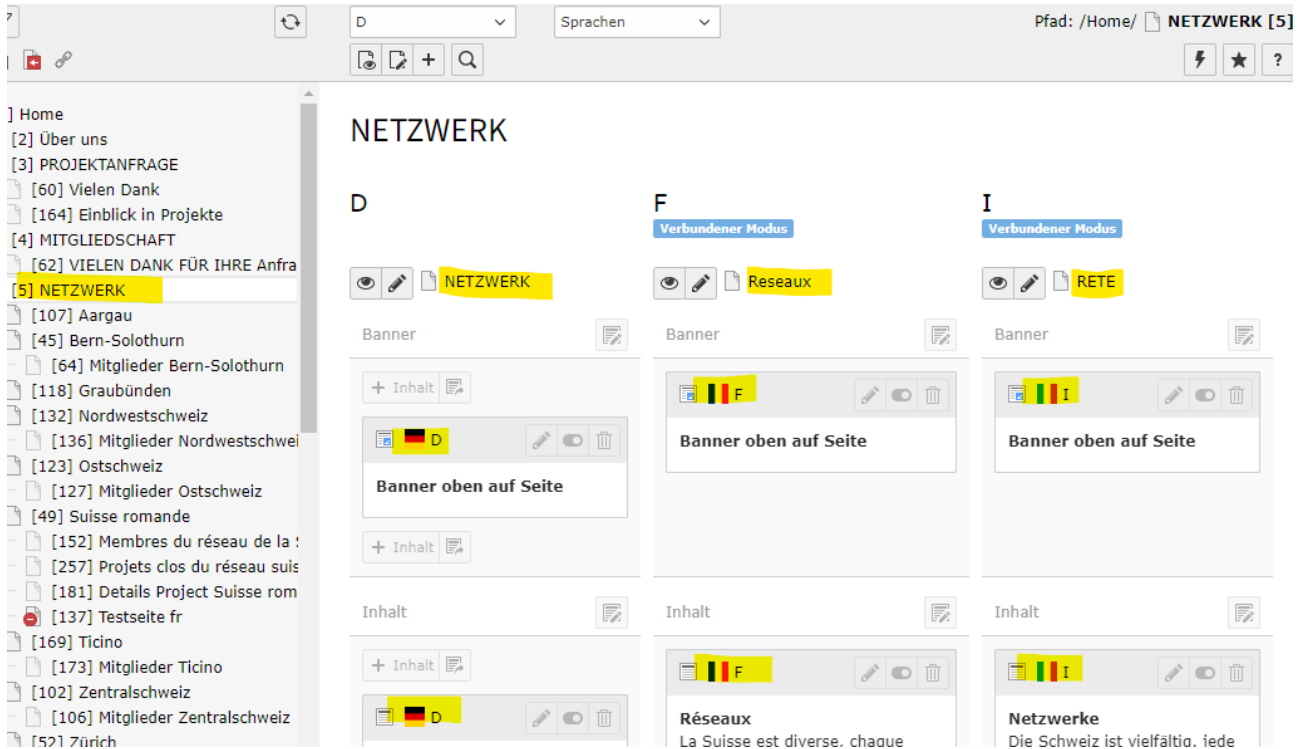 D
Sprachen
Pfad: /Home/ NETZWERK [5]
?
] Home
[2] Über uns
[3] PROJEKTANFRAGE
[60] Vielen Dank
[164] Einblick in Projekte
[4] MITGLIEDSCHAFT
[62] VIELEN DANK FÜR IHRE Anfra
[5] NETZWERK
[107] Aargau
[45] Bern-Solothurn
[64] Mitglieder Bern-Solothurn
[118] Graubünden
[132] Nordwestschweiz
[136] Mitglieder Nordwestschwei
[123] Ostschweiz
[127] Mitglieder Ostschweiz
[49] Suisse romande
[152] Membres du réseau de la
[257] Projets clos du réseau suis
[181] Details Project Suisse rom
[137] Testseite fr
[169] Ticino
[173] Mitglieder Ticino
[102] Zentralschweiz
[106] Mitglieder Zentralschweiz
[52] Zürich
NETZWERK
D
NETZWERK
Banner
+ Inhalt
D
Banner oben auf Seite
+ Inhalt
Inhalt
+ Inhalt
D
F
Verbundener Modus
Reseaux
Banner
F
Banner oben auf Seite
Inhalt
F
Réseaux
La Suisse est diverse, chaque
I
Verbundener Modus
RETE
Banner
I
Banner oben auf Seite
Inhalt
I
Netzwerke
Die Schweiz ist vielfältig, jede